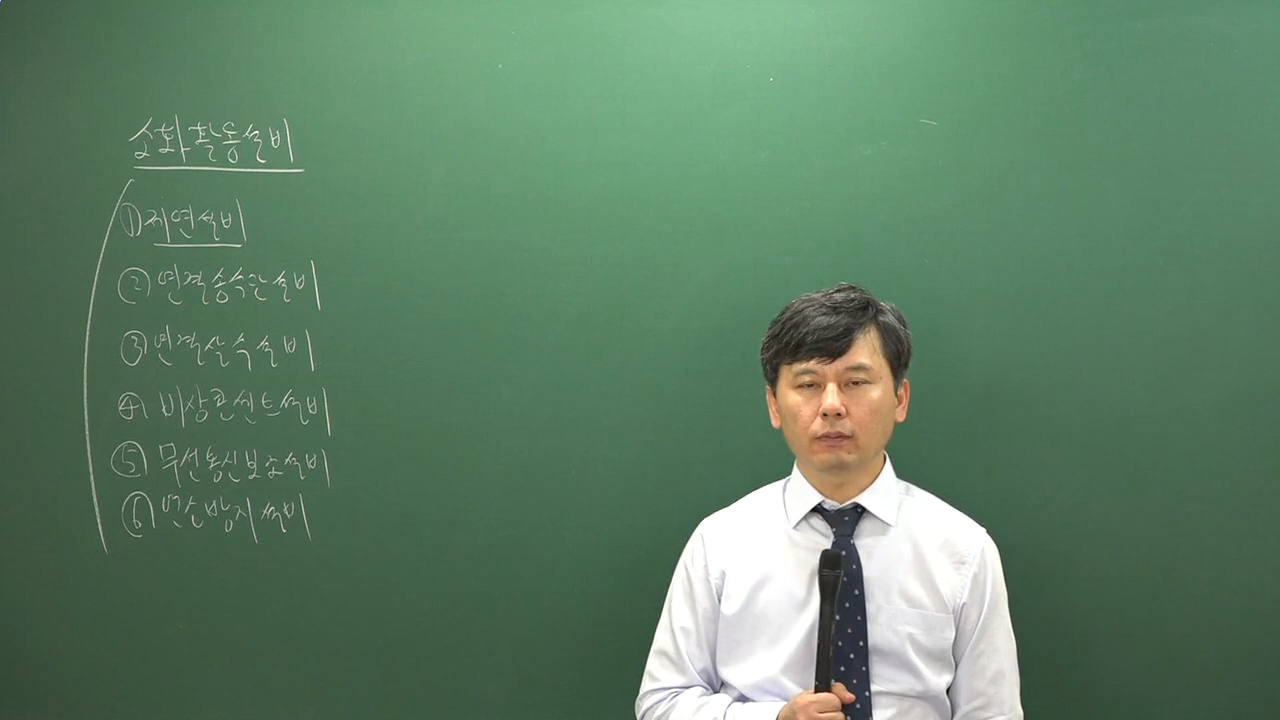 소화활동설비
① 제연설비
② 연결송수관설비
③ 연결살수설비
④ 비상콘센트설비
⑤ 무선통신보조설비
⑥ 연소방지설비